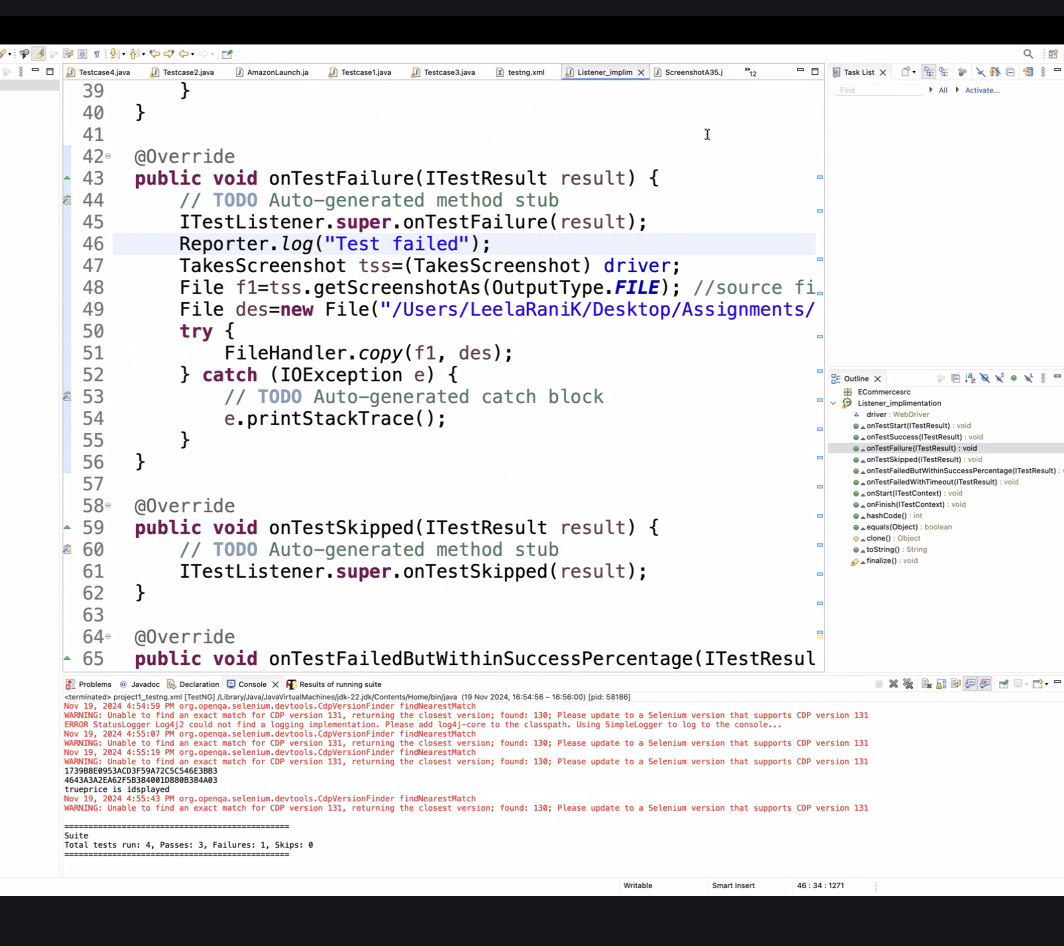 Testcase4.java Testcase2.java AmazonLaunch.ja Testcase1.java Testcase3.java testng.xml Listener_implim ScreenshotA35.j »12
39 }
40 }
41
42 @Override
43 public void onTestFailure(ITestResult result) {
44 // TODO Auto-generated method stub
45 ITestListener.super.onTestFailure(result);
46 Reporter.log("Test failed");
47 TakesScreenshot tss=(TakesScreenshot) driver;
48 File f1=tss.getScreenshotAs(OutputType.FILE); //source fi
49 File des=new File("/Users/LeelaRaniK/Desktop/Assignments/
50 try {
51 FileHandler.copy(f1, des);
52 } catch (IOException e) {
53 // TODO Auto-generated catch block
54 e.printStackTrace();
55 }
56 }
57
58 @Override
59 public void onTestSkipped(ITestResult result) {
60 // TODO Auto-generated method stub
61 ITestListener.super.onTestSkipped(result);
62 }
63
64 @Override
65 public void onTestFailedButWithinSuccessPercentage(ITestResul
Task List
Find All Activate...
Outline
ECommercesrc
Listener_implimentation
driver : WebDriver
onTestStart(ITestResult) : void
onTestSuccess(ITestResult) : void
onTestFailure(ITestResult) : void
onTestSkipped(ITestResult) : void
onTestFailedButWithinSuccessPercentage(ITestResult) :
onTestFailedWithTimeout(ITestResult) : void
onStart(ITestContext) : void
onFinish(ITestContext) : void
hashCode() : int
equals(Object) : boolean
clone() : Object
toString() : String
finalize() : void
Problems Javadoc Declaration Console Results of running suite
<terminated> project1_testng.xml [TestNG] /Library/Java/JavaVirtualMachines/jdk-22.jdk/Contents/Home/bin/java (19 Nov 2024, 16:54:56 – 16:56:00) [pid: 58186]
Nov 19, 2024 4:54:59 PM org.openqa.selenium.devtools.CdpVersionFinder findNearestMatch
WARNING: Unable to find an exact match for CDP version 131, returning the closest version; found: 130; Please update to a Selenium version that supports CDP version 131
ERROR StatusLogger Log4j2 could not find a logging implementation. Please add log4j-core to the classpath. Using SimpleLogger to log to the console...
Nov 19, 2024 4:55:07 PM org.openqa.selenium.devtools.CdpVersionFinder findNearestMatch
WARNING: Unable to find an exact match for CDP version 131, returning the closest version; found: 130; Please update to a Selenium version that supports CDP version 131
Nov 19, 2024 4:55:19 PM org.openqa.selenium.devtools.CdpVersionFinder findNearestMatch
WARNING: Unable to find an exact match for CDP version 131, returning the closest version; found: 130; Please update to a Selenium version that supports CDP version 131
1739B8E0953ACD3F59A72C5C546E3BB3
4643A3A2EA62F5B384001D880B384A03
trueprice is idsplayed
Nov 19, 2024 4:55:43 PM org.openqa.selenium.devtools.CdpVersionFinder findNearestMatch
WARNING: Unable to find an exact match for CDP version 131, returning the closest version; found: 130; Please update to a Selenium version that supports CDP version 131
===============================================
Suite
Total tests run: 4, Passes: 3, Failures: 1, Skips: 0
===============================================
Writable Smart Insert 46 : 34 : 1271